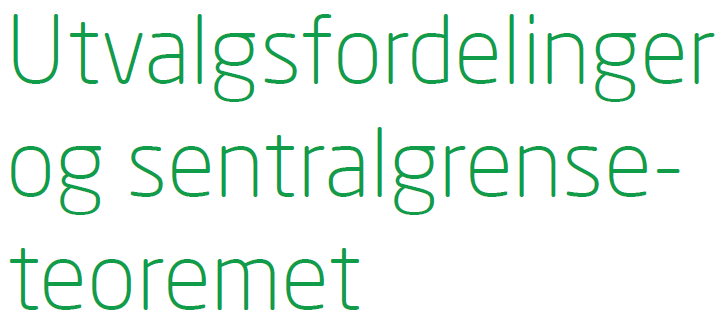 Utvalgsfordelinger
og sentralgrense-
teoremet